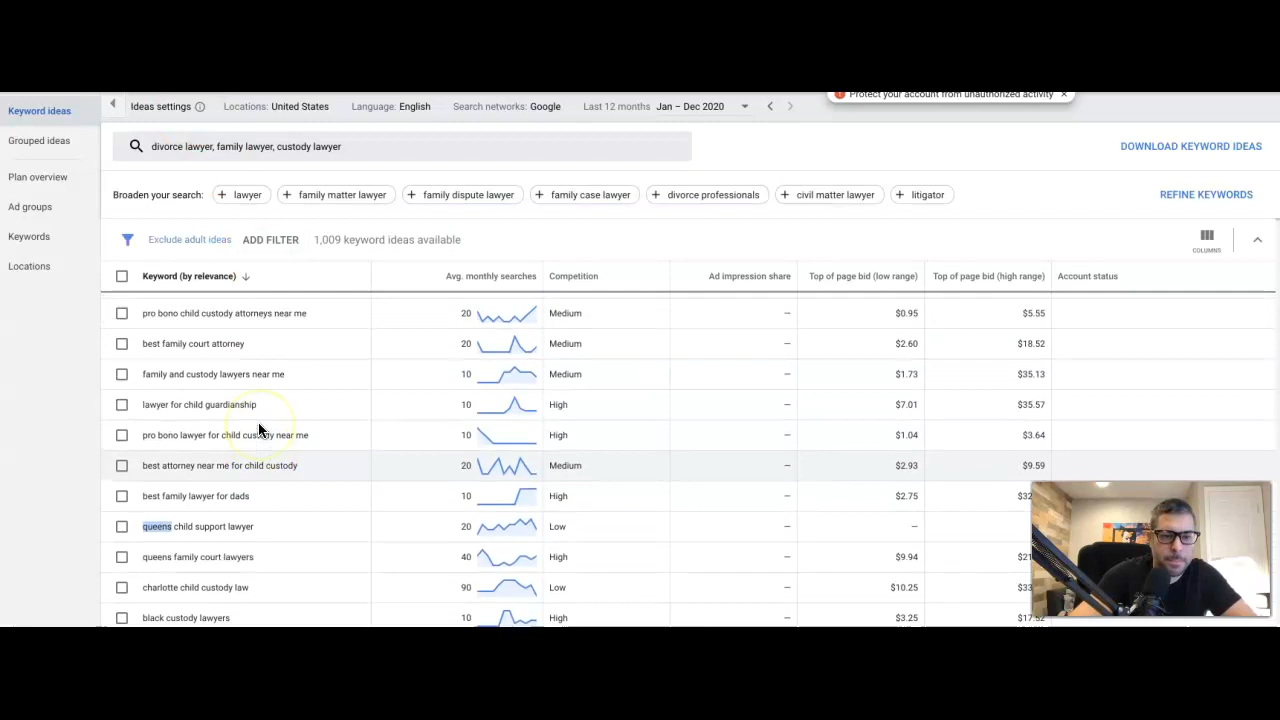 Protect your account from unauthorized activity ×
Keyword ideas
Ideas settings Locations: United States Language: English Search networks: Google Last 12 months Jan – Dec 2020
Grouped ideas
divorce lawyer, family lawyer, custody lawyer
DOWNLOAD KEYWORD IDEAS
Plan overview
Broaden your search: + lawyer + family matter lawyer + family dispute lawyer + family case lawyer + divorce professionals + civil matter lawyer + litigator
REFINE KEYWORDS
Ad groups
Keywords
Exclude adult ideas ADD FILTER 1,009 keyword ideas available
COLUMNS
Locations
Keyword (by relevance) ↓ Avg. monthly searches Competition Ad impression share Top of page bid (low range) Top of page bid (high range) Account status
pro bono child custody attorneys near me 20 Medium – $0.95 $5.55
best family court attorney 20 Medium – $2.60 $18.52
family and custody lawyers near me 10 Medium – $1.73 $35.13
lawyer for child guardianship 10 High – $7.01 $35.57
pro bono lawyer for child custody near me 10 High – $1.04 $3.64
best attorney near me for child custody 20 Medium – $2.93 $9.59
best family lawyer for dads 10 High – $2.75 $32
queens child support lawyer 20 Low – –
queens family court lawyers 40 High – $9.94 $21
charlotte child custody law 90 Low – $10.25 $33
black custody lawyers 10 High – $3.25 $17.52